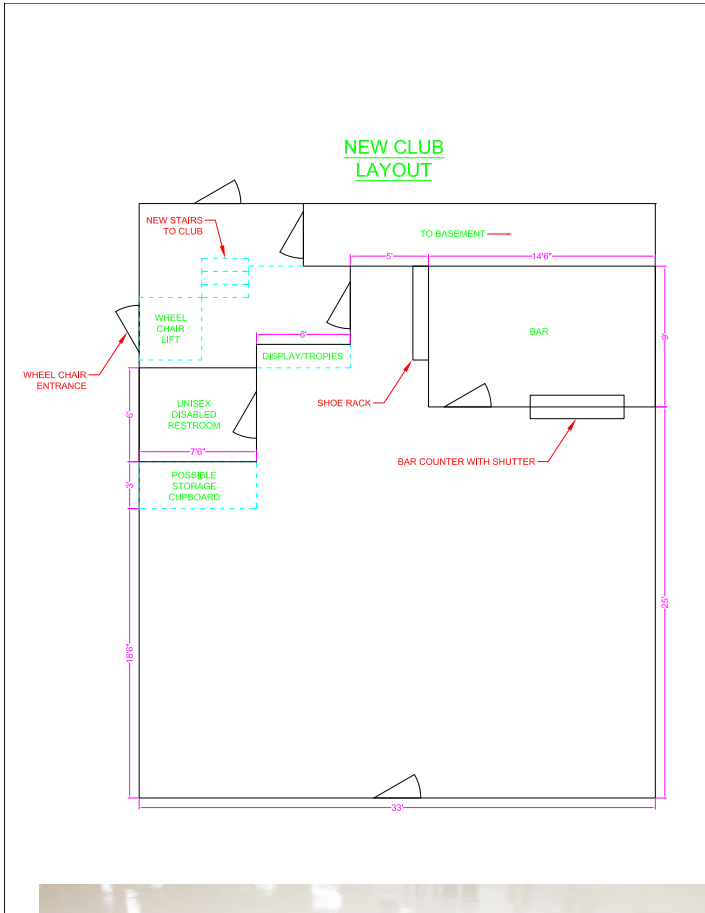 NEW CLUB
LAYOUT
NEW STAIRS
TO CLUB
TO BASEMENT
5'
14'6"
WHEEL
CHAIR
LIFT
6'
BAR
9'
DISPLAY/TROPIES
WHEEL CHAIR
ENTRANCE
SHOE RACK
6'
UNISEX
DISABLED
RESTROOM
7'6"
BAR COUNTER WITH SHUTTER
3'
POSSIBLE
STORAGE
CUPBOARD
25'
18'6"
33'